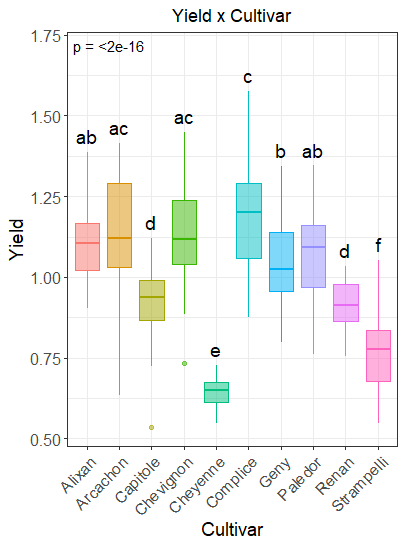 Yield x Cultivar
p = <2e-16
1.75
1.50
1.25
1.00
0.75
0.50
Yield
ab
ac
d
ac
e
c
b
ab
d
f
Alixan
Arcachon
Capitole
Chevignon
Cheyenne
Complice
Geny
Paledor
Renan
Strampelli
Cultivar